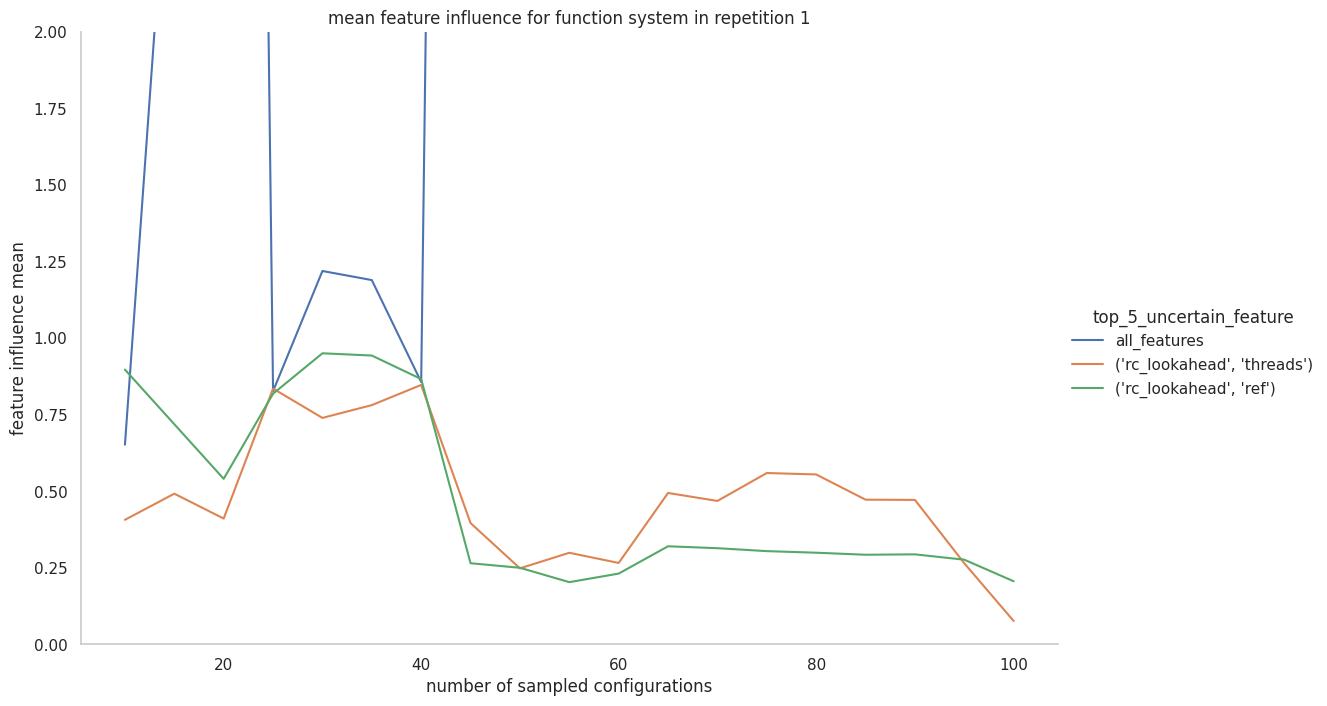 mean feature influence for function system in repetition 1
2.00
1.75
1.50
1.25
1.00
0.75
0.50
0.25
0.00
feature influence mean
20
40
60
80
100
number of sampled configurations
top_5_uncertain_feature
all_features
('rc_lookahead', 'threads')
('rc_lookahead', 'ref')